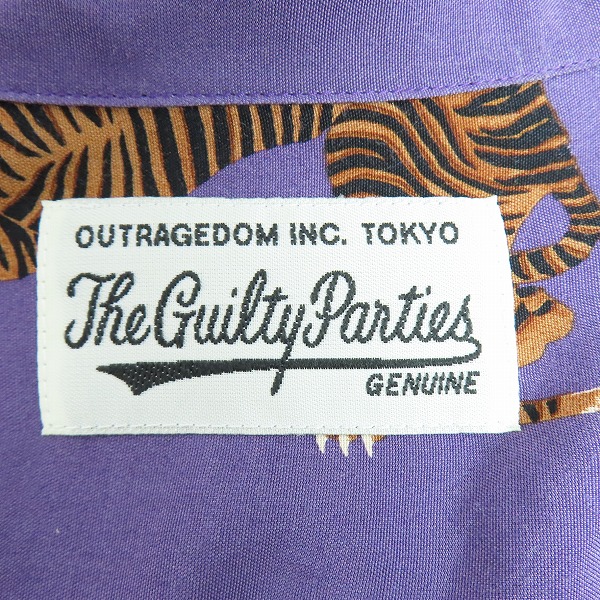 OUTRAGEDOM INC. TOKYO
The Guilty Parties
GENUINE